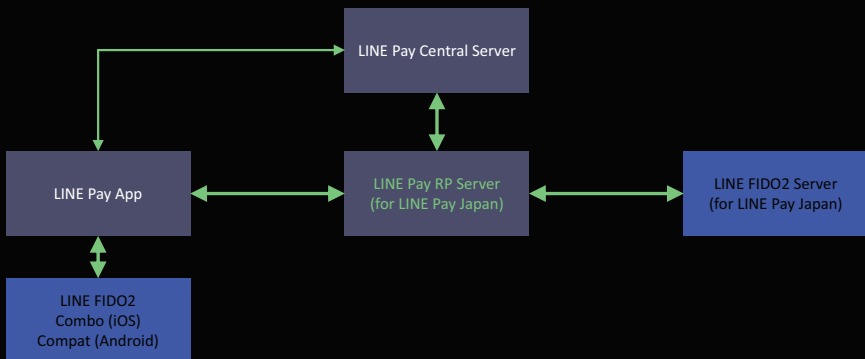 LINE Pay Central Server
LINE Pay App
LINE Pay RP Server
(for LINE Pay Japan)
LINE FIDO2 Server
(for LINE Pay Japan)
LINE FIDO2
Combo (iOS)
Compat (Android)